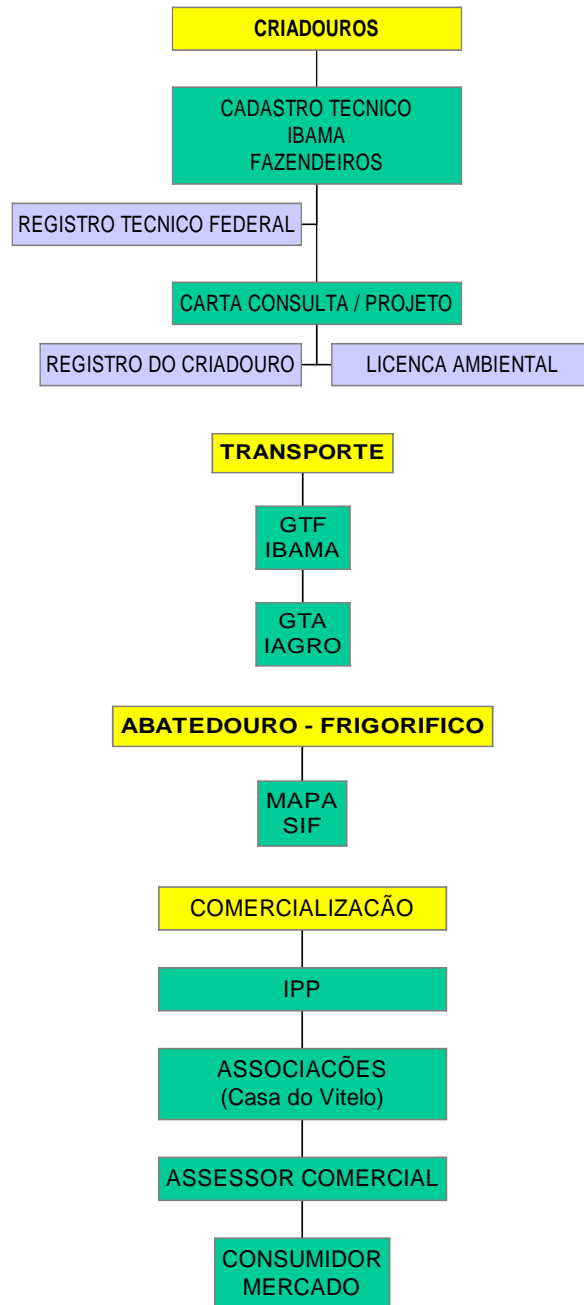 CRIADOUROS
CADASTRO TECNICO
IBAMA
FAZENDEIROS
REGISTRO TECNICO FEDERAL
CARTA CONSULTA / PROJETO
REGISTRO DO CRIADOURO
LICENCA AMBIENTAL
TRANSPORTE
GTF
IBAMA
GTA
IAGRO
ABATEDOURO - FRIGORIFICO
MAPA
SIF
COMERCIALIZACÃO
IPP
ASSOCIACÕES
(Casa do Vitelo)
ASSESSOR COMERCIAL
CONSUMIDOR
MERCADO